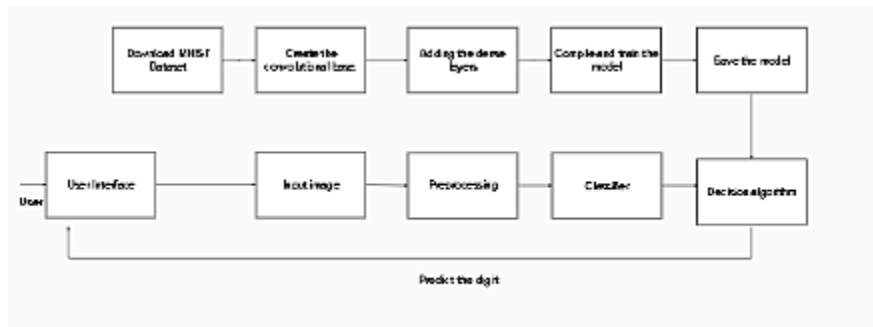 Download MNIST
Dataset
Create the
convolutional base
Adding the dense
layers
Compile and train the
model
Save the model
User
User Interface
Input image
Preprocessing
Classifier
Decision algorithm
Predict the digit